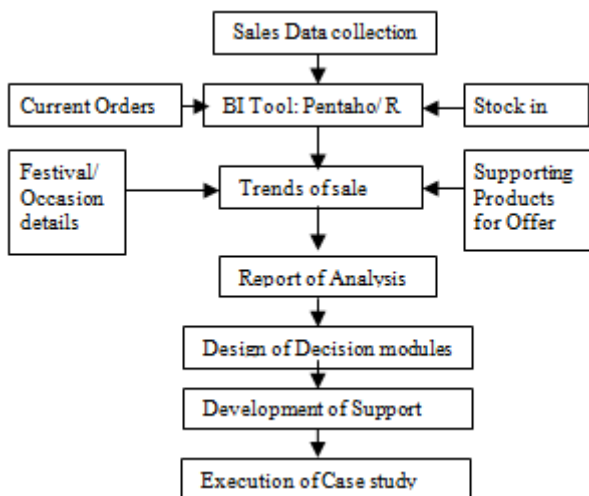 Sales Data collection
Current Orders
BI Tool: Pentaho/ R
Stock in
Festival/
Occasion
details
Trends of sale
Supporting
Products
for Offer
Report of Analysis
Design of Decision modules
Development of Support
Execution of Case study